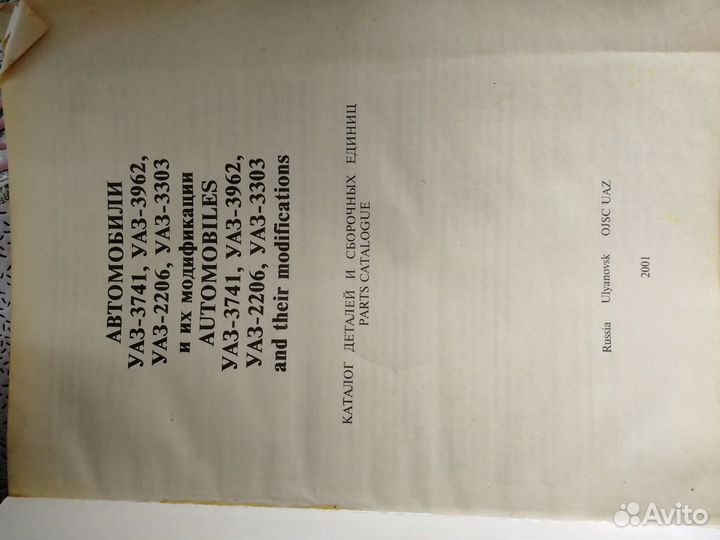 АВТОМОБИЛИ
УАЗ-3741, УАЗ-3962,
УАЗ-2206, УАЗ-3303
и их модификации
AUTOMOBILES
УАЗ-3741, УАЗ-3962,
УАЗ-2206, УАЗ-3303
and their modifications
КАТАЛОГ ДЕТАЛЕЙ И СБОРОЧНЫХ ЕДИНИЦ
PARTS CATALOGUE
Russia Ulyanovsk OJSC UAZ
2001
Avito